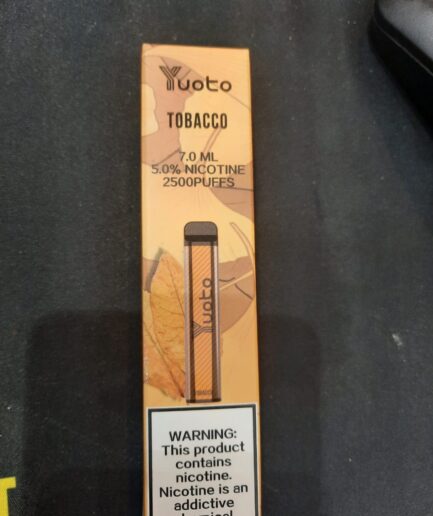 Yuoto
TOBACCO
7.0 ML
5.0% NICOTINE
2500PUFFS
Yuoto
TOBACCO
WARNING:
This product
contains
nicotine.
Nicotine is an
addictive